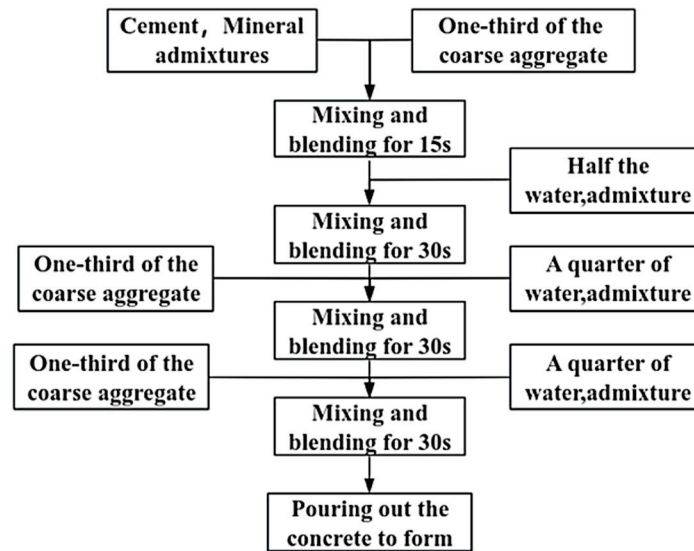 Cement, Mineral
admixtures
One-third of the
coarse aggregate
Mixing and
blending for 15s
Half the
water,admixture
Mixing and
blending for 30s
One-third of the
coarse aggregate
A quarter of
water,admixture
Mixing and
blending for 30s
One-third of the
coarse aggregate
A quarter of
water,admixture
Mixing and
blending for 30s
Pouring out the
concrete to form